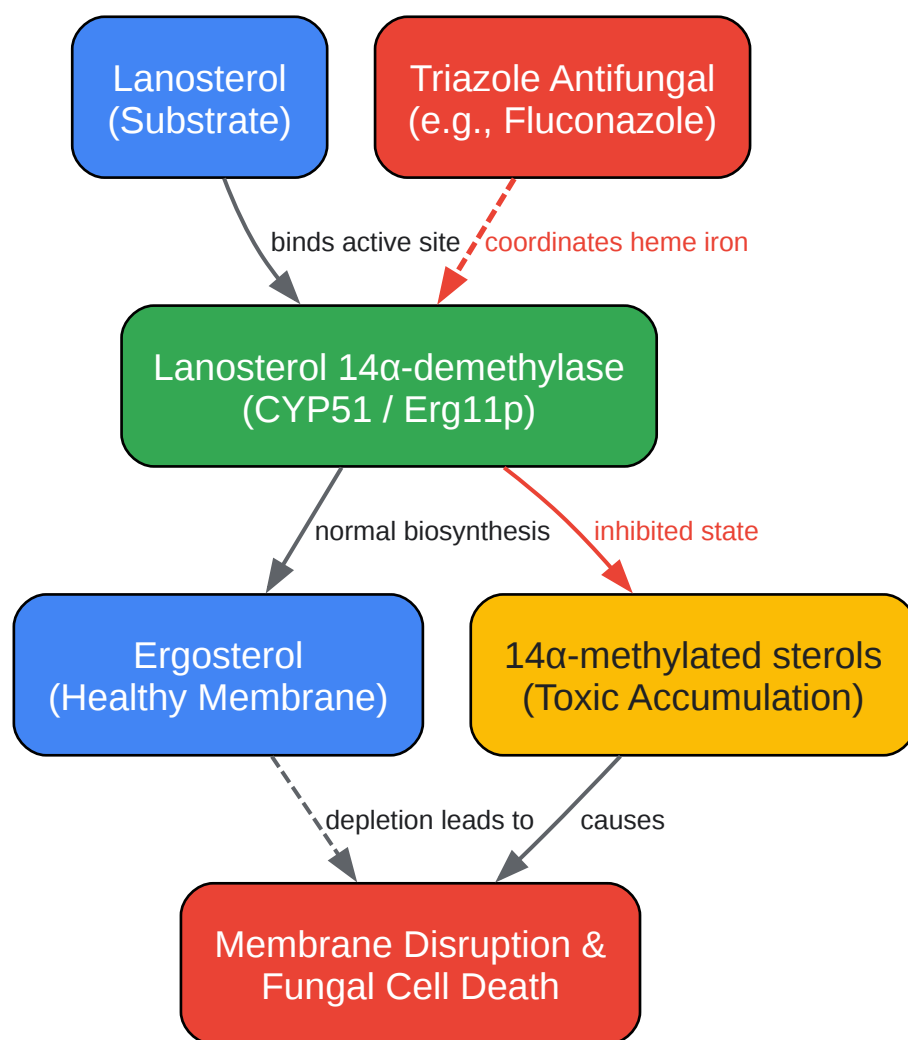 Lanosterol
(Substrate)
Triazole Antifungal
(e.g., Fluconazole)
binds active site
coordinates heme iron
Lanosterol 14α-demethylase
(CYP51 / Erg11p)
normal biosynthesis
inhibited state
Ergosterol
(Healthy Membrane)
14α-methylated sterols
(Toxic Accumulation)
depletion leads to
causes
Membrane Disruption &
Fungal Cell Death